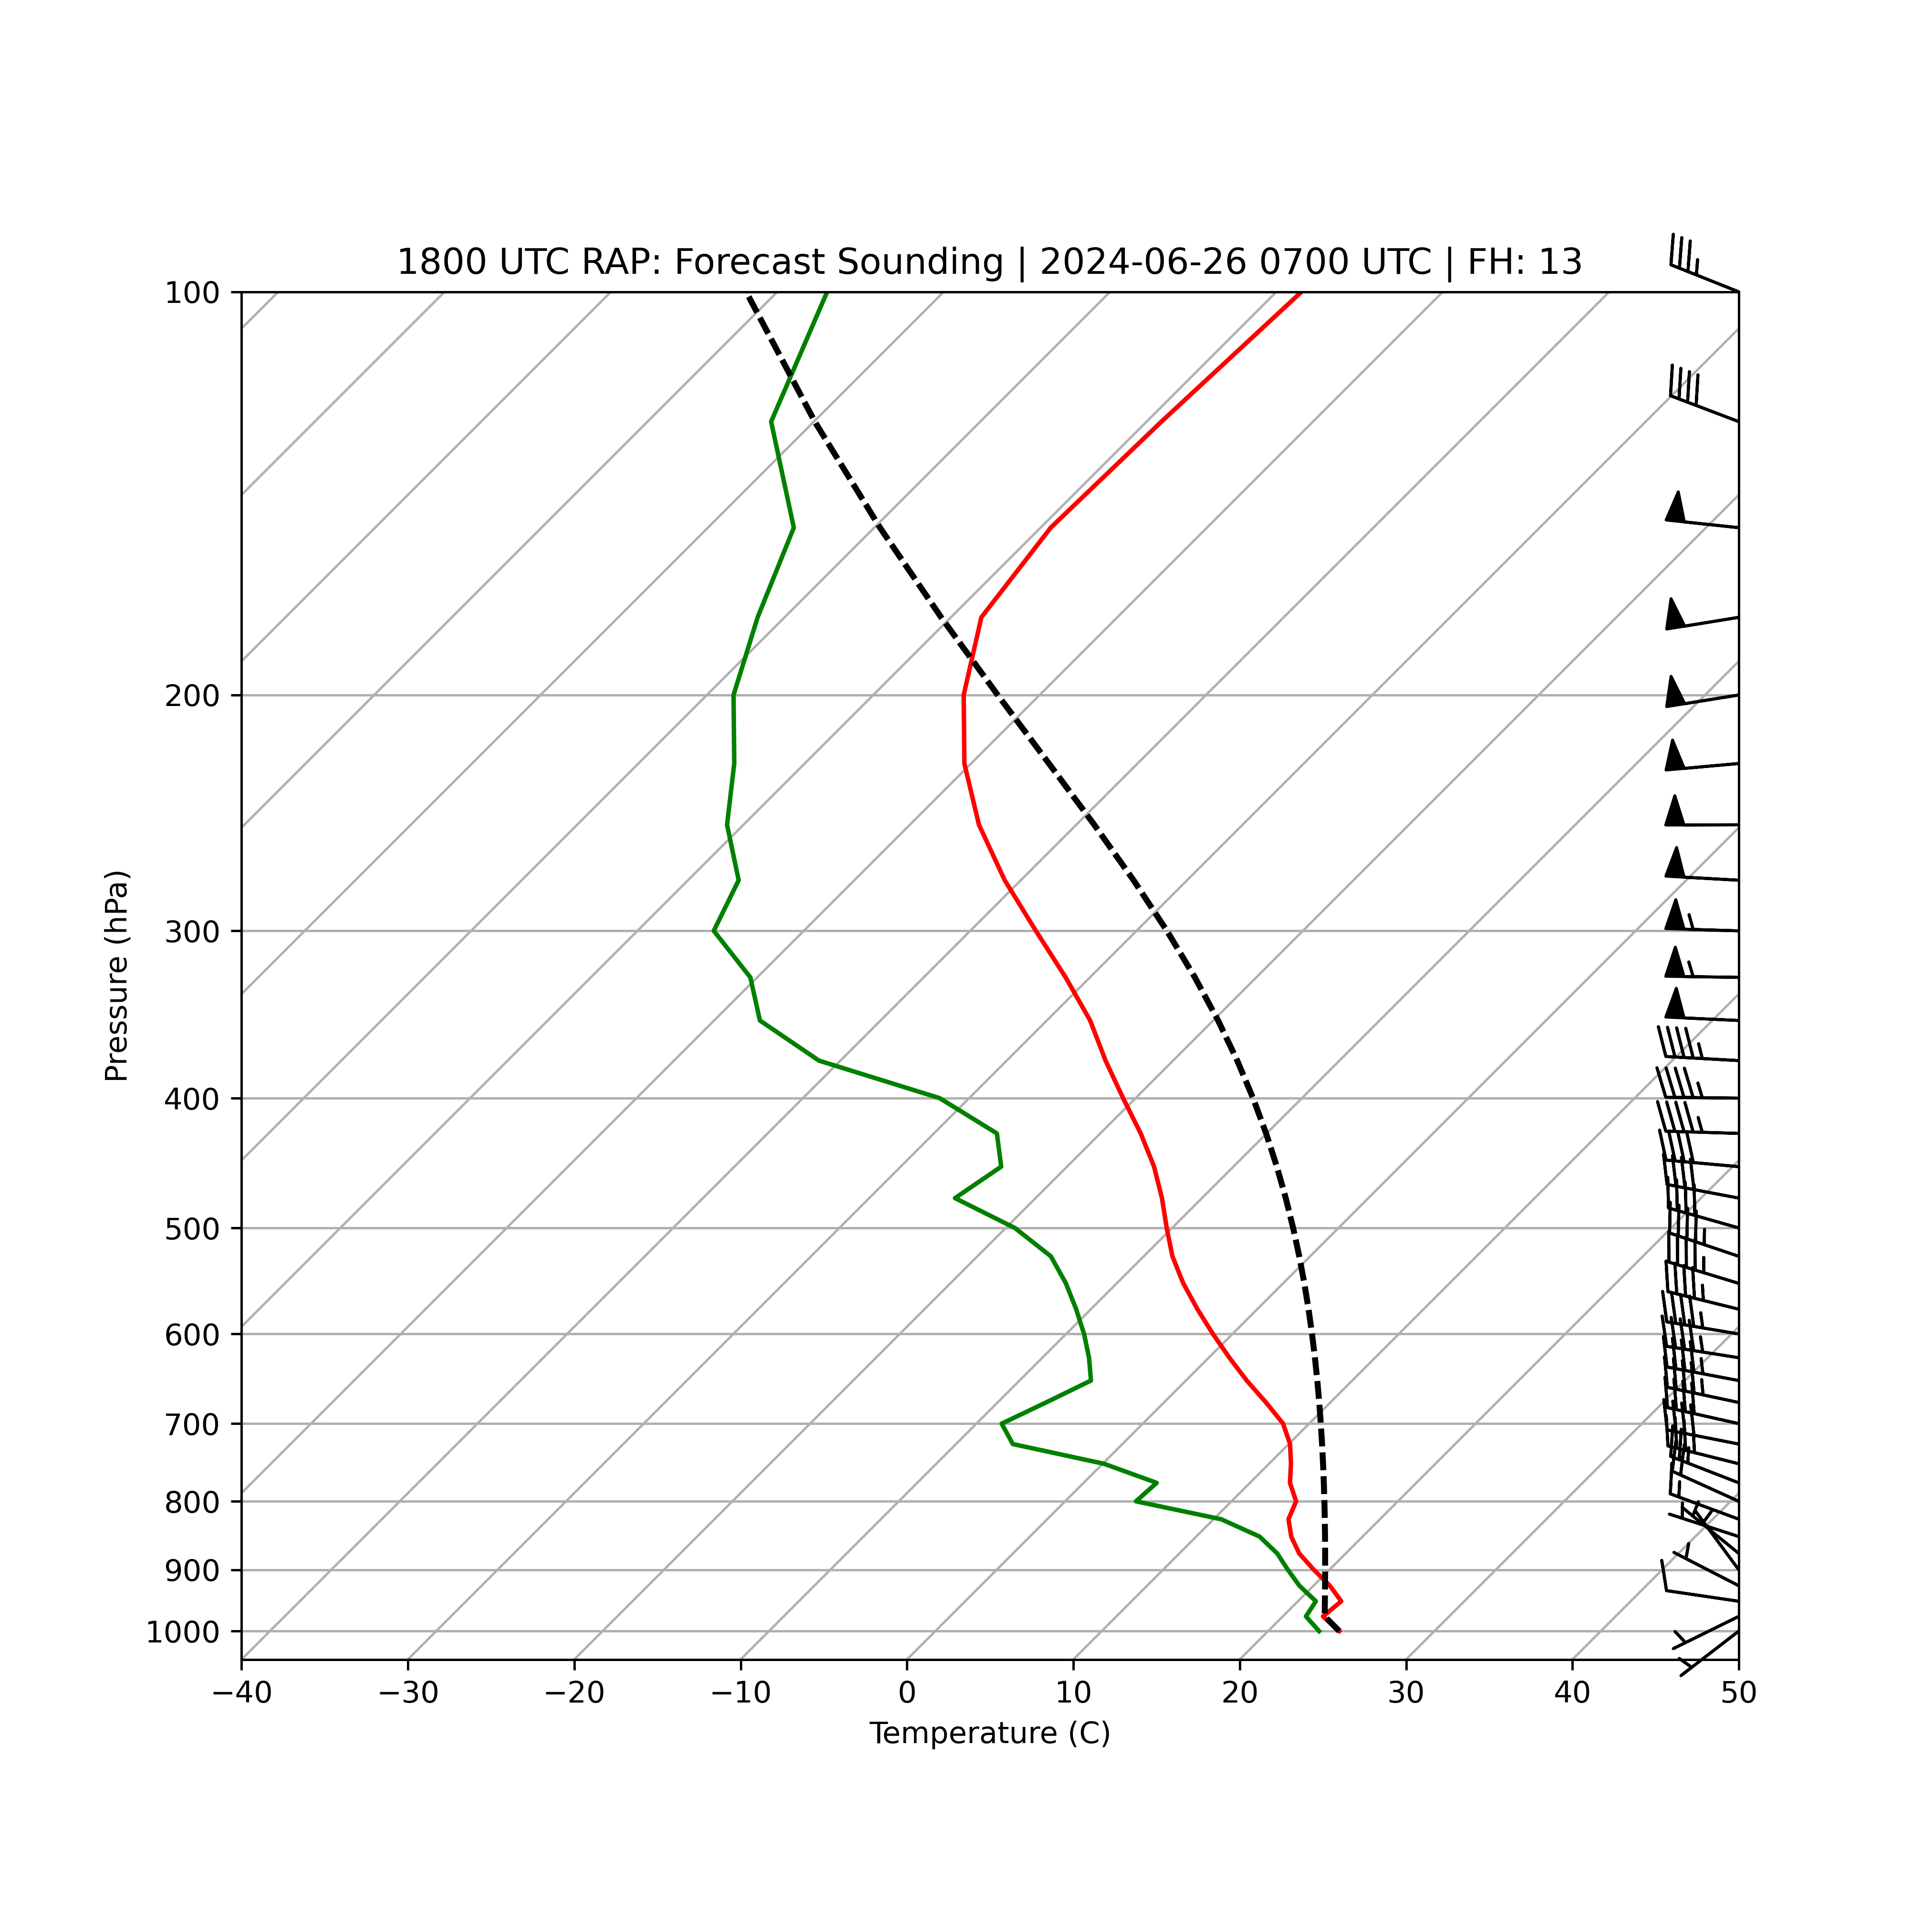 1800 UTC RAP: Forecast Sounding | 2024-06-26 0700 UTC | FH: 13
100
200
300
400
500
600
700
800
900
1000
Pressure (hPa)
−40 −30 −20 −10 0 10 20 30 40 50
Temperature (C)